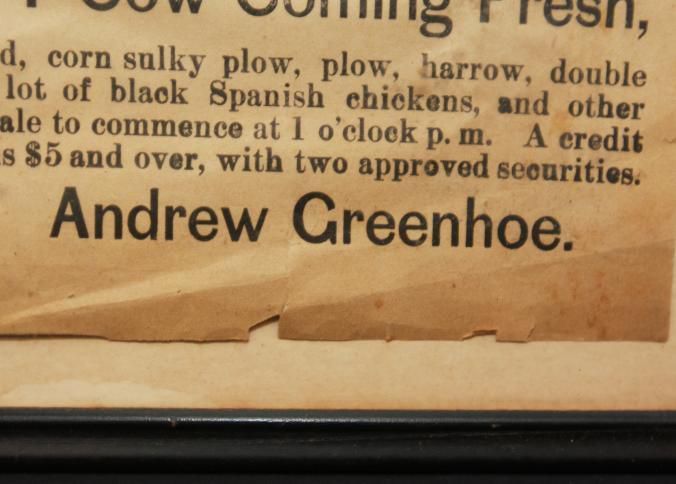 Cow Coming Fresh,
d, corn sulky plow, plow, harrow, double
lot of black Spanish chickens, and other
ale to commence at 1 o'clock p. m. A credit
s $5 and over, with two approved securities.
Andrew Greenhoe.